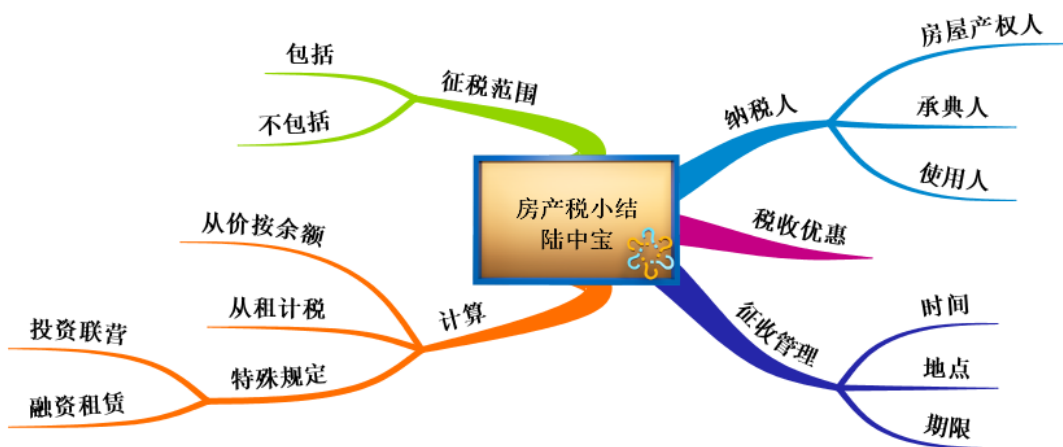 房产税小结
陆中宝
纳税人
房屋产权人
承典人
使用人
税收优惠
征收管理
时间
地点
期限
计算
从价按余额
从租计税
特殊规定
投资联营
融资租赁
征税范围
包括
不包括